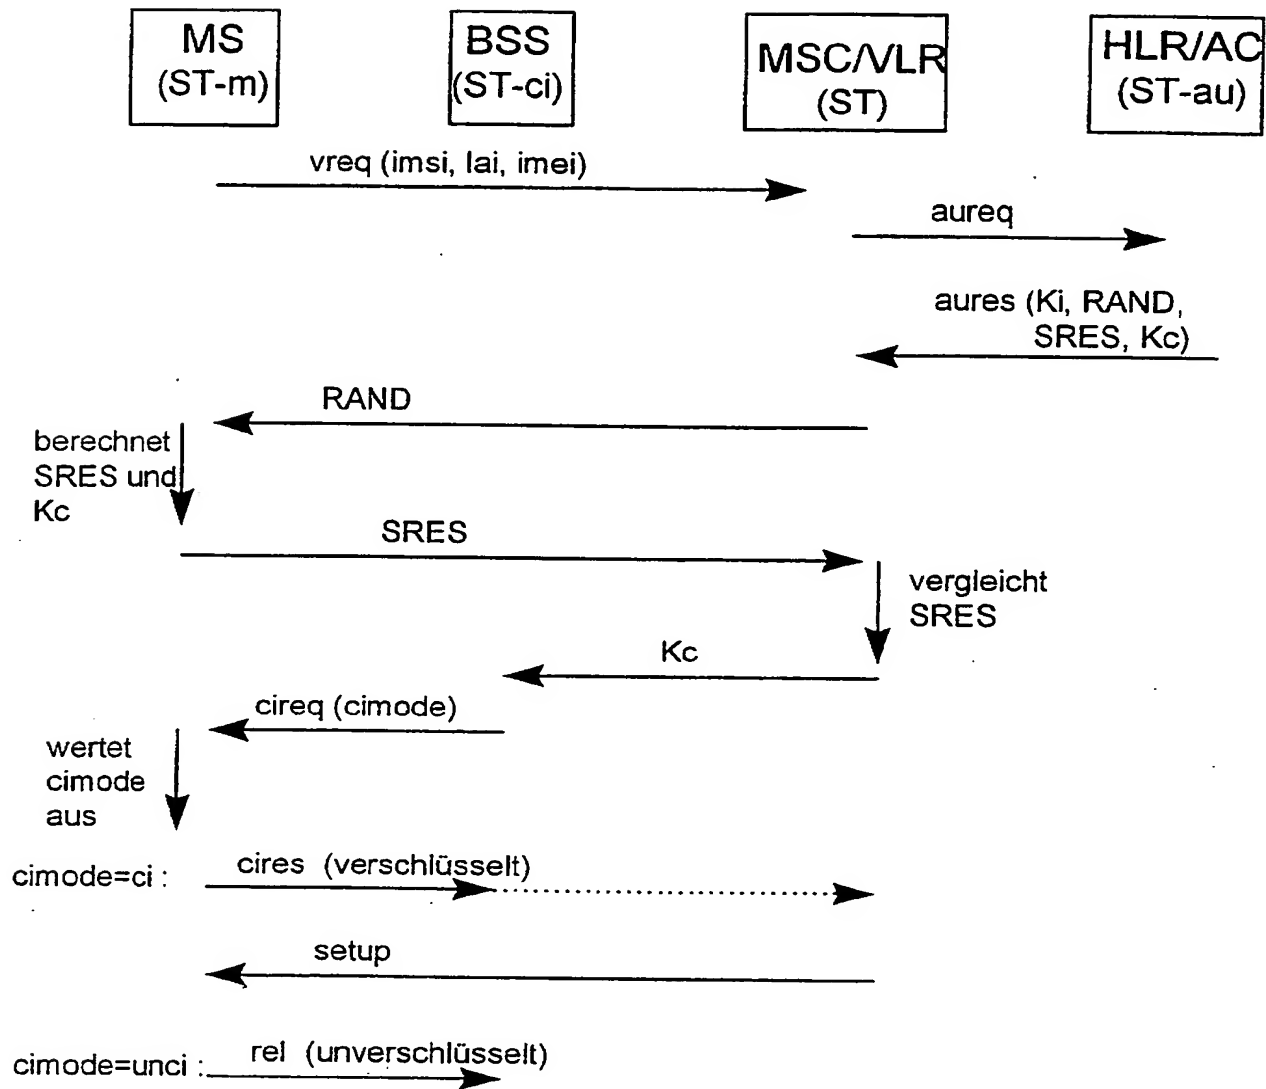 MS
(ST-m)
BSS
(ST-ci)
MSC/VLR
(ST)
HLR/AC
(ST-au)
vreq (imsi, lai, imei)
aureq
aures (Ki, RAND,
SRES, Kc)
RAND
berechnet
SRES und
Kc
SRES
vergleicht
SRES
Kc
cireq (cimode)
wertet
cimode
aus
cimode=ci :
cires (verschlüsselt)
setup
cimode=unci :
rel (unverschlüsselt)